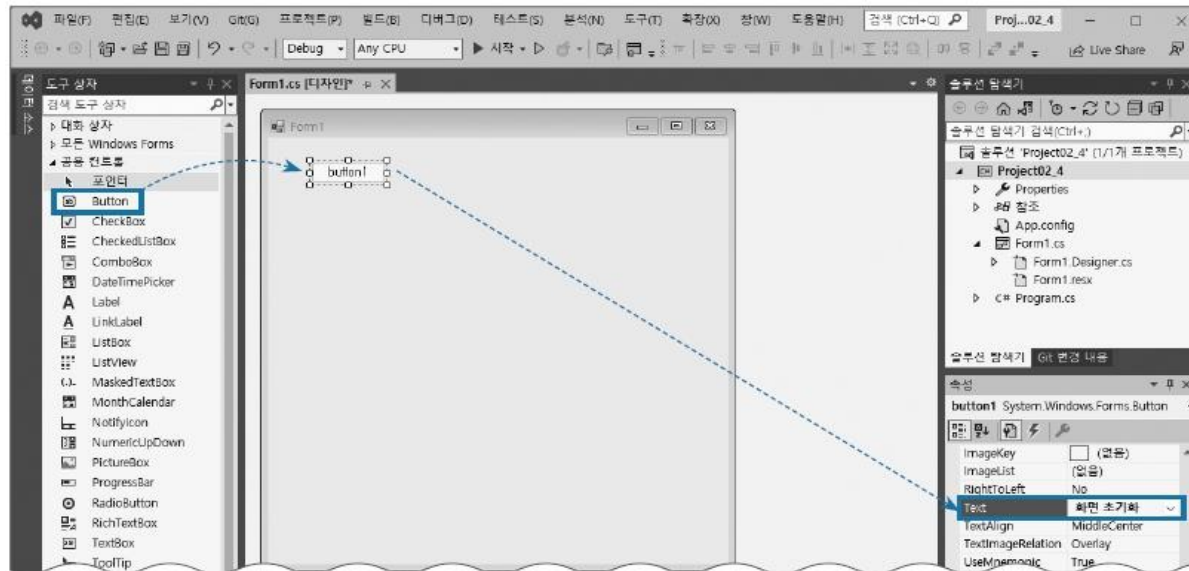 파일(F) 편집(E) 보기(V) Git(G) 프로젝트(P) 빌드(B) 디버그(D) 테스트(S) 분석(N) 도구(T) 확장(X) 창(W) 도움말(H) 검색 (Ctrl+Q) Proj...02_4
Debug Any CPU 시작 Live Share
도구 상자
검색 도구 상자
대화 상자
모든 Windows Forms
공용 컨트롤
포인터
Button
CheckBox
CheckedListBox
ComboBox
DateTimePicker
Label
LinkLabel
ListBox
ListView
MaskedTextBox
MonthCalendar
NotifyIcon
NumericUpDown
PictureBox
ProgressBar
RadioButton
RichTextBox
TextBox
ToolTip
Form1.cs [디자인]*
Form1
button1
솔루션 탐색기
솔루션 탐색기 검색(Ctrl+;)
솔루션 'Project02_4' (1/1개 프로젝트)
Project02_4
Properties
참조
App.config
Form1.cs
Form1.Designer.cs
Form1.resx
C# Program.cs
솔루션 탐색기 Git 변경 내용
속성
button1 System.Windows.Forms.Button
ImageKey (없음)
ImageList (없음)
RightToLeft No
Text 화면 초기화
TextAlign MiddleCenter
TextImageRelation Overlay
UseMnemonic True